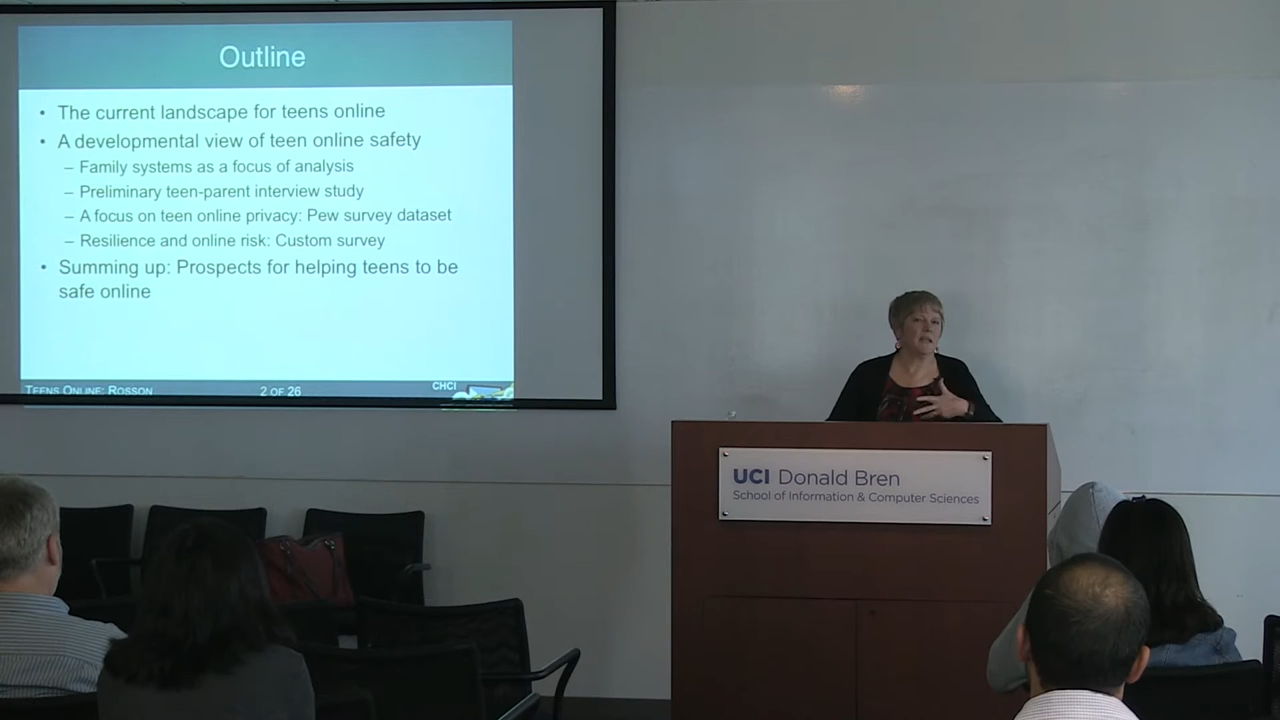 Outline
• The current landscape for teens online
• A developmental view of teen online safety
– Family systems as a focus of analysis
– Preliminary teen-parent interview study
– A focus on teen online privacy: Pew survey dataset
– Resilience and online risk: Custom survey
• Summing up: Prospects for helping teens to be
safe online
TEENS ONLINE: ROSSON
2 OF 26
CHCI
UCI Donald Bren
School of Information & Computer Sciences